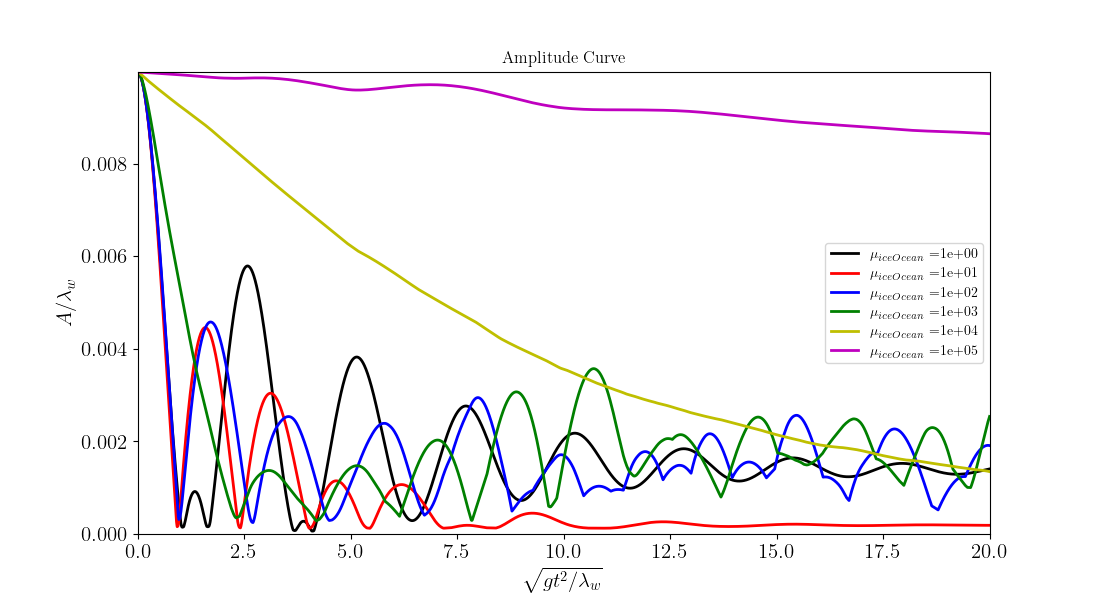 Amplitude Curve
A/λ_w
0.008
0.006
0.004
0.002
0.000
0.0 2.5 5.0 7.5 10.0 12.5 15.0 17.5 20.0
√gt²/λ_w
μ_iceOcean =1e+00
μ_iceOcean =1e+01
μ_iceOcean =1e+02
μ_iceOcean =1e+03
μ_iceOcean =1e+04
μ_iceOcean =1e+05